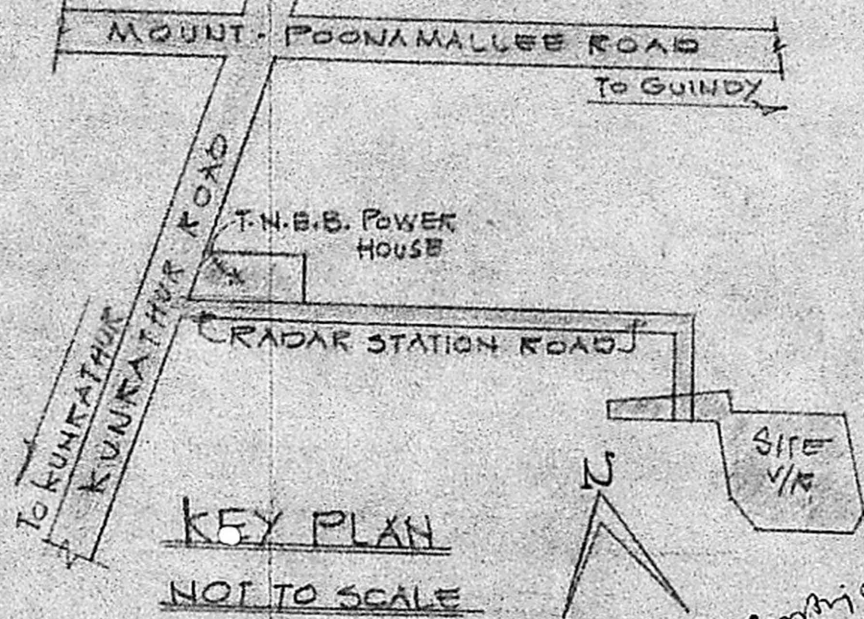 MOUNT - POONAMALLEE ROAD
TO GUINDY
KUNRATHUR ROAD
T.N.E.B. POWER
HOUSE
RADAR STATION ROAD
TO KUNRATHUR
SITE
N
KEY PLAN
NOT TO SCALE